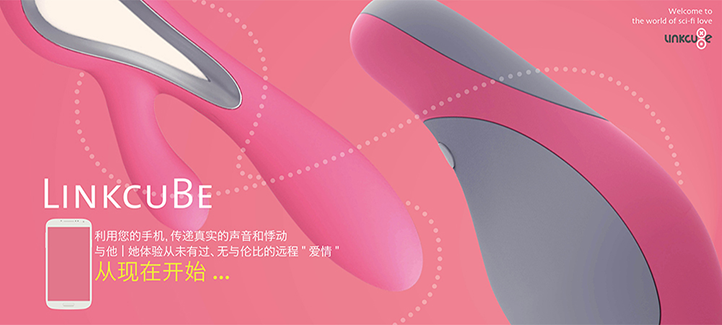 Welcome to
the world of sci-fi love
LINKCUBE
LINKCUBE
利用您的手机, 传递真实的声音和悸动
与他 | 她体验从未有过、无与伦比的远程 " 爱情 "
从现在开始 ...